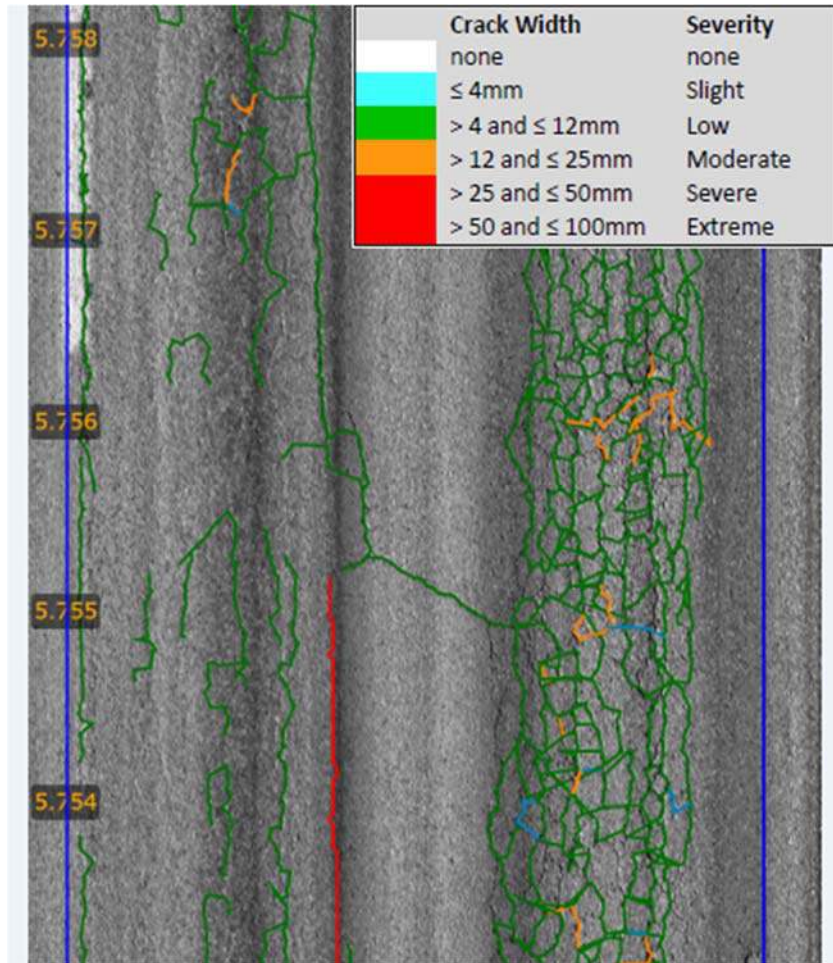 5.758
Crack Width Severity
none none
≤ 4mm Slight
> 4 and ≤ 12mm Low
> 12 and ≤ 25mm Moderate
> 25 and ≤ 50mm Severe
> 50 and ≤ 100mm Extreme
5.757
5.756
5.755
5.754